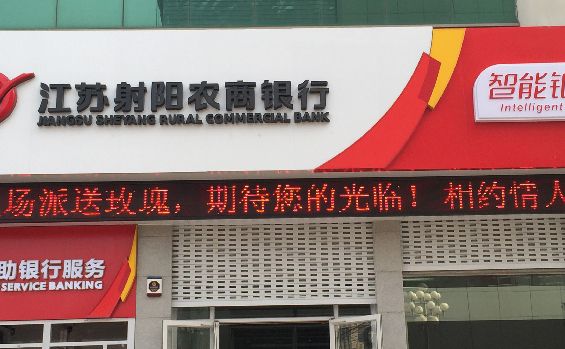 江苏射阳农商银行
JIANGSU SHEYANG RURAL COMMERCIAL BANK
智能银
Intelligent
场派送玫瑰，期待您的光临！相约情人
助银行服务
SERVICE BANKING